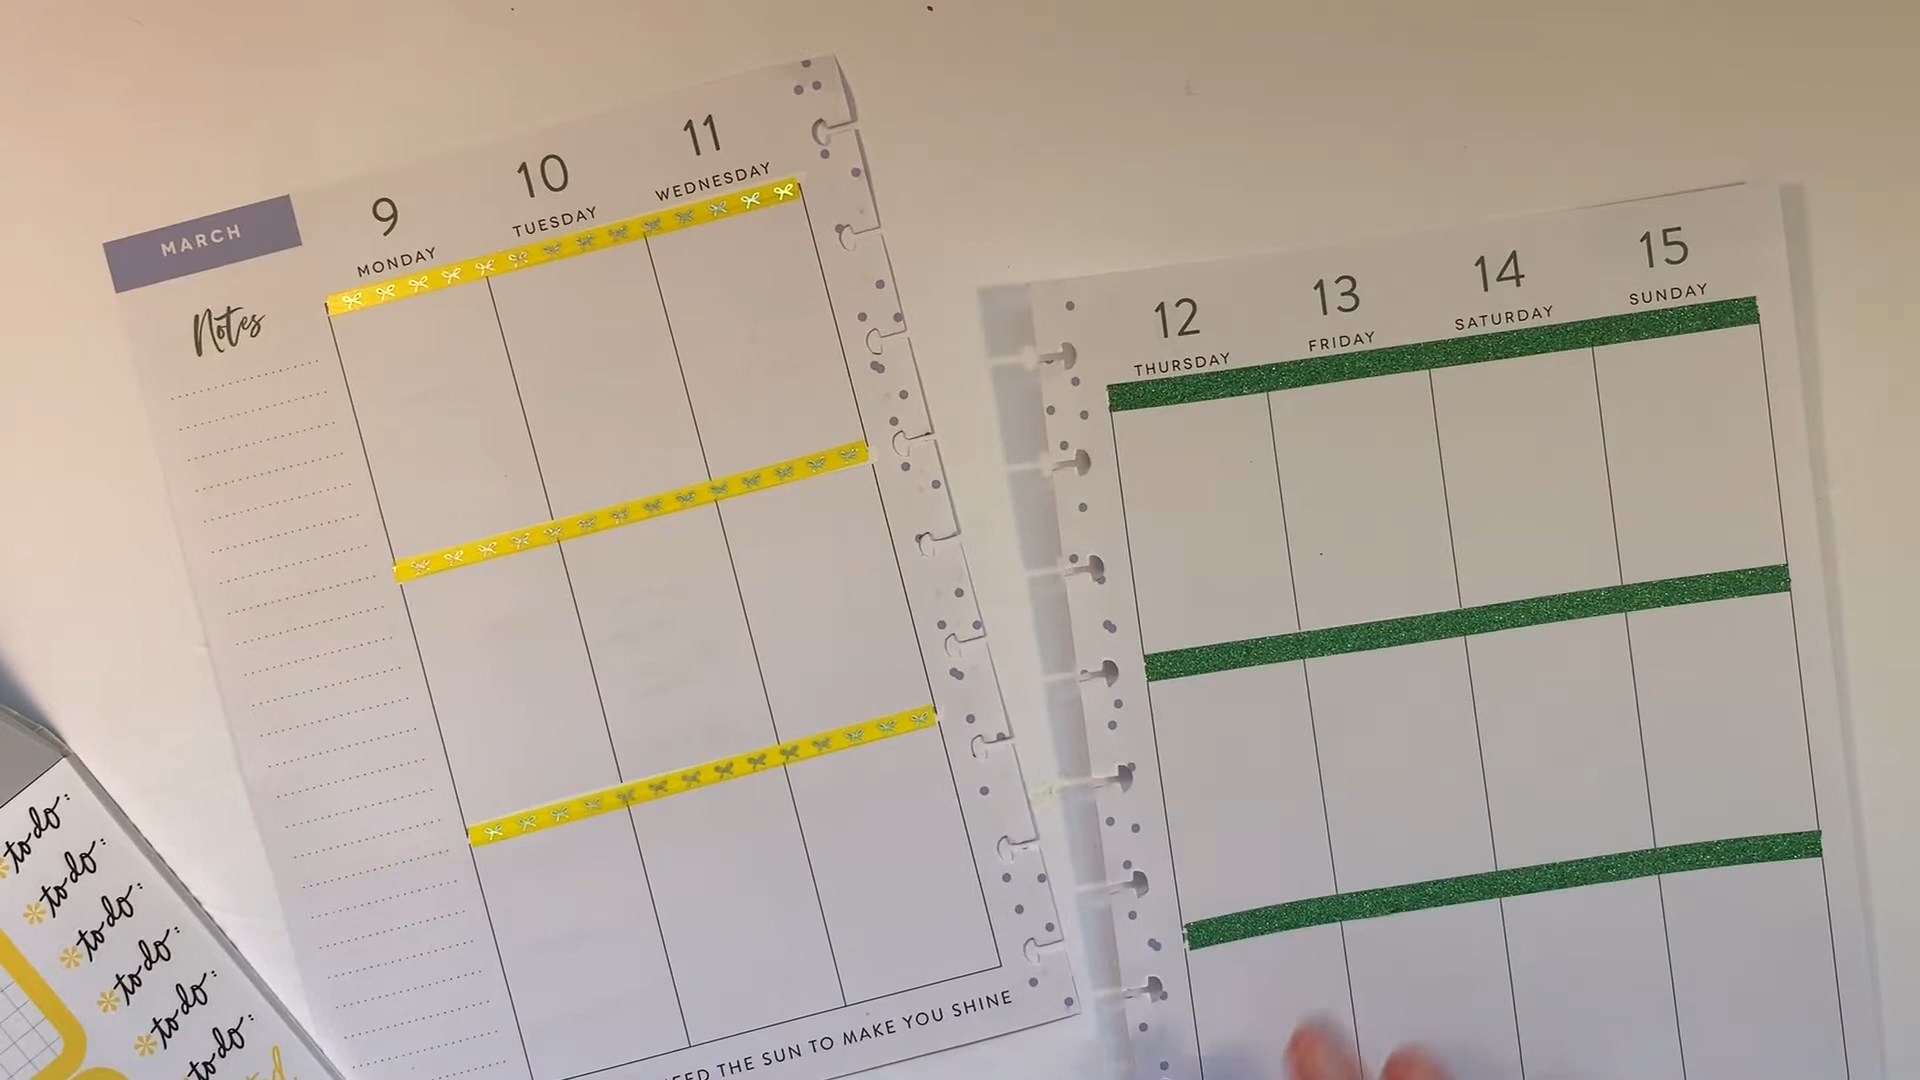 MARCH
Notes
9
MONDAY
10
TUESDAY
11
WEDNESDAY
12
THURSDAY
13
FRIDAY
14
SATURDAY
15
SUNDAY
THE SUN TO MAKE YOU SHINE
to do:
to do:
to do:
to do:
to do:
to do: